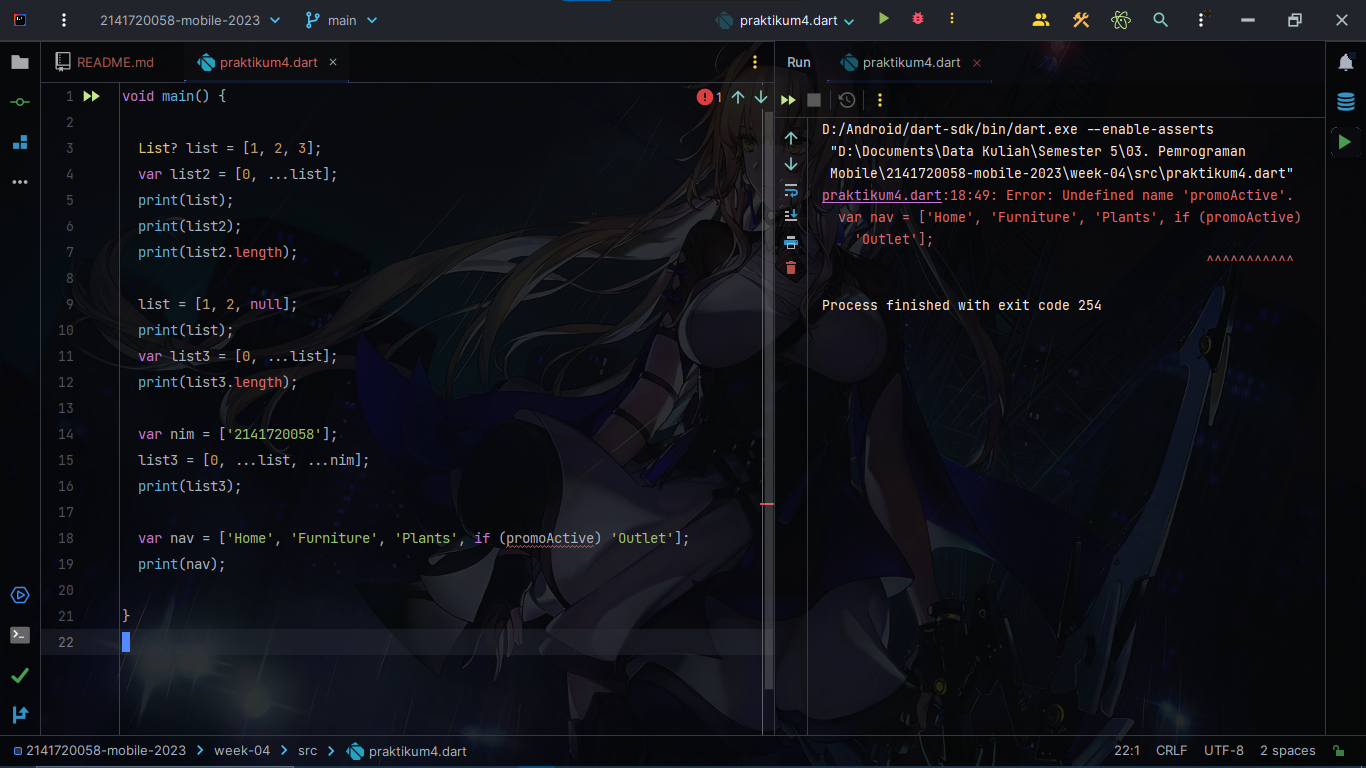 2141720058-mobile-2023
main
praktikum4.dart
README.md
praktikum4.dart
Run
praktikum4.dart
1
1 void main() {
2
3 List? list = [1, 2, 3];
4 var list2 = [0, ...list];
5 print(list);
6 print(list2);
7 print(list2.length);
8
9 list = [1, 2, null];
10 print(list);
11 var list3 = [0, ...list];
12 print(list3.length);
13
14 var nim = ['2141720058'];
15 list3 = [0, ...list, ...nim];
16 print(list3);
17
18 var nav = ['Home', 'Furniture', 'Plants', if (promoActive) 'Outlet'];
19 print(nav);
20
21 }
22
D:/Android/dart-sdk/bin/dart.exe --enable-asserts
"D:\Documents\Data Kuliah\Semester 5\03. Pemrograman
Mobile\2141720058-mobile-2023\week-04\src\praktikum4.dart"
praktikum4.dart:18:49: Error: Undefined name 'promoActive'.
var nav = ['Home', 'Furniture', 'Plants', if (promoActive)
'Outlet'];
^^^^^^^^^^^
Process finished with exit code 254
2141720058-mobile-2023 > week-04 > src > praktikum4.dart
22:1 CRLF UTF-8 2 spaces